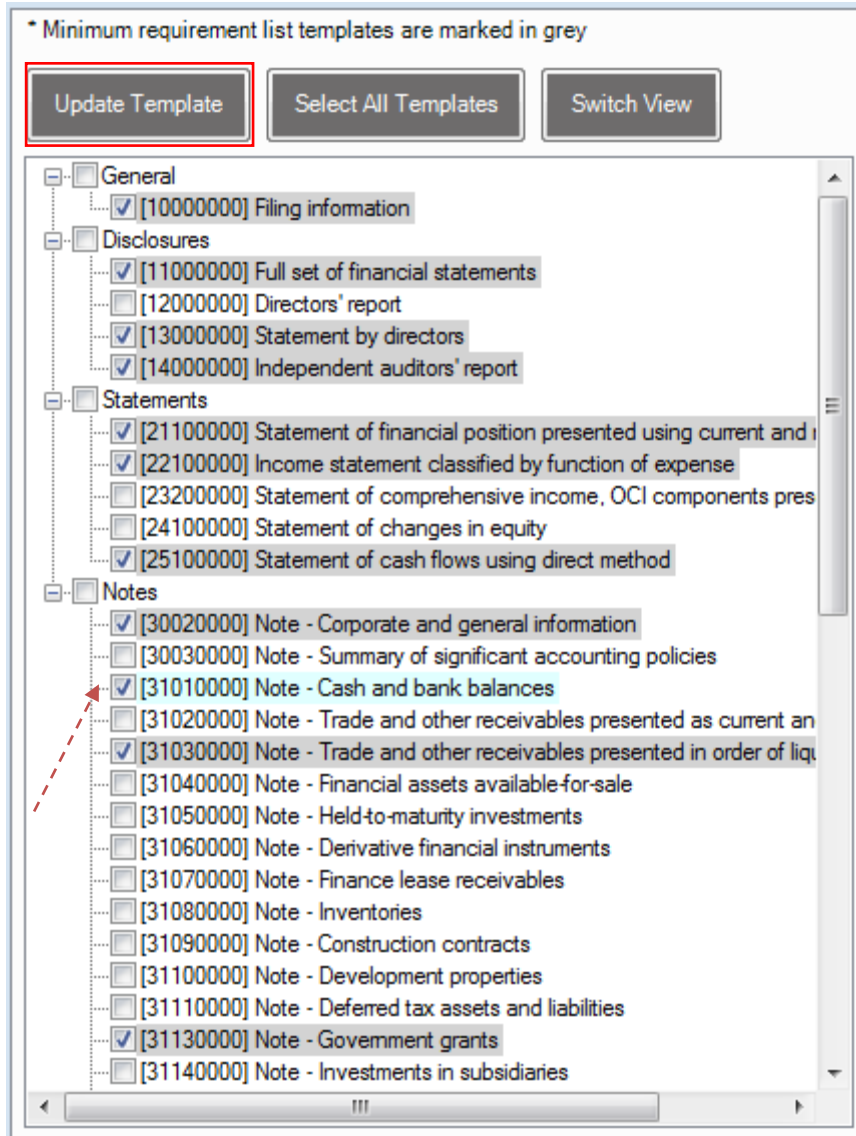 * Minimum requirement list templates are marked in grey
Update Template Select All Templates Switch View
General
[10000000] Filing information
Disclosures
[11000000] Full set of financial statements
[12000000] Directors' report
[13000000] Statement by directors
[14000000] Independent auditors' report
Statements
[21100000] Statement of financial position presented using current and
[22100000] Income statement classified by function of expense
[23200000] Statement of comprehensive income, OCI components pres
[24100000] Statement of changes in equity
[25100000] Statement of cash flows using direct method
Notes
[30020000] Note - Corporate and general information
[30030000] Note - Summary of significant accounting policies
[31010000] Note - Cash and bank balances
[31020000] Note - Trade and other receivables presented as current an
[31030000] Note - Trade and other receivables presented in order of liqu
[31040000] Note - Financial assets available-for-sale
[31050000] Note - Held-to-maturity investments
[31060000] Note - Derivative financial instruments
[31070000] Note - Finance lease receivables
[31080000] Note - Inventories
[31090000] Note - Construction contracts
[31100000] Note - Development properties
[31110000] Note - Deferred tax assets and liabilities
[31130000] Note - Government grants
[31140000] Note - Investments in subsidiaries